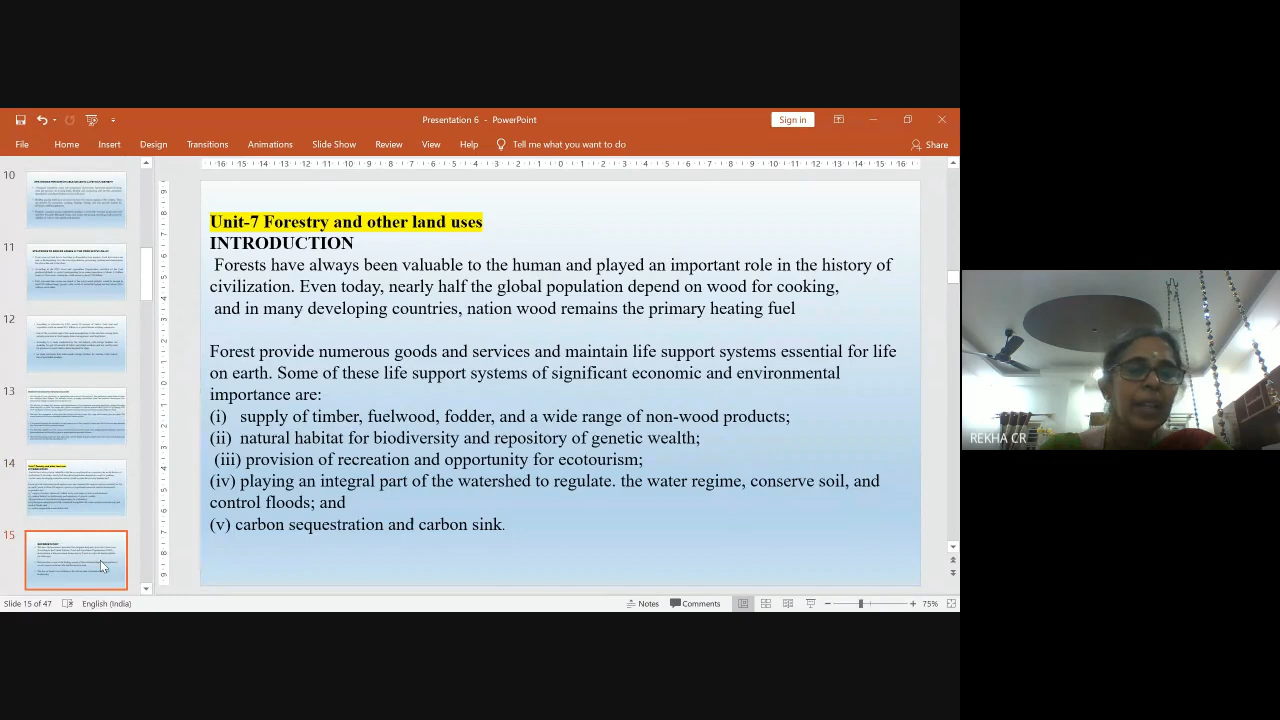 Presentation 6 - PowerPoint
Sign in
File Home Insert Design Transitions Animations Slide Show Review View Help Tell me what you want to do Share
10
11
12
13
14
15
Unit-7 Forestry and other land uses
INTRODUCTION
Forests have always been valuable to the human and played an important role in the history of
civilization. Even today, nearly half the global population depend on wood for cooking,
and in many developing countries, nation wood remains the primary heating fuel
Forest provide numerous goods and services and maintain life support systems essential for life
on earth. Some of these life support systems of significant economic and environmental
importance are:
(i) supply of timber, fuelwood, fodder and a wide range of non-wood products;
(ii) natural habitat for biodiversity and repository of genetic wealth;
(iii) provision of recreation and opportunity for ecotourism;
(iv) playing an integral part of the watershed to regulate. the water regime, conserve soil, and
control floods; and
(v) carbon sequestration and carbon sink.
REKHA CR
Slide 15 of 47 English (India) Notes Comments 75%